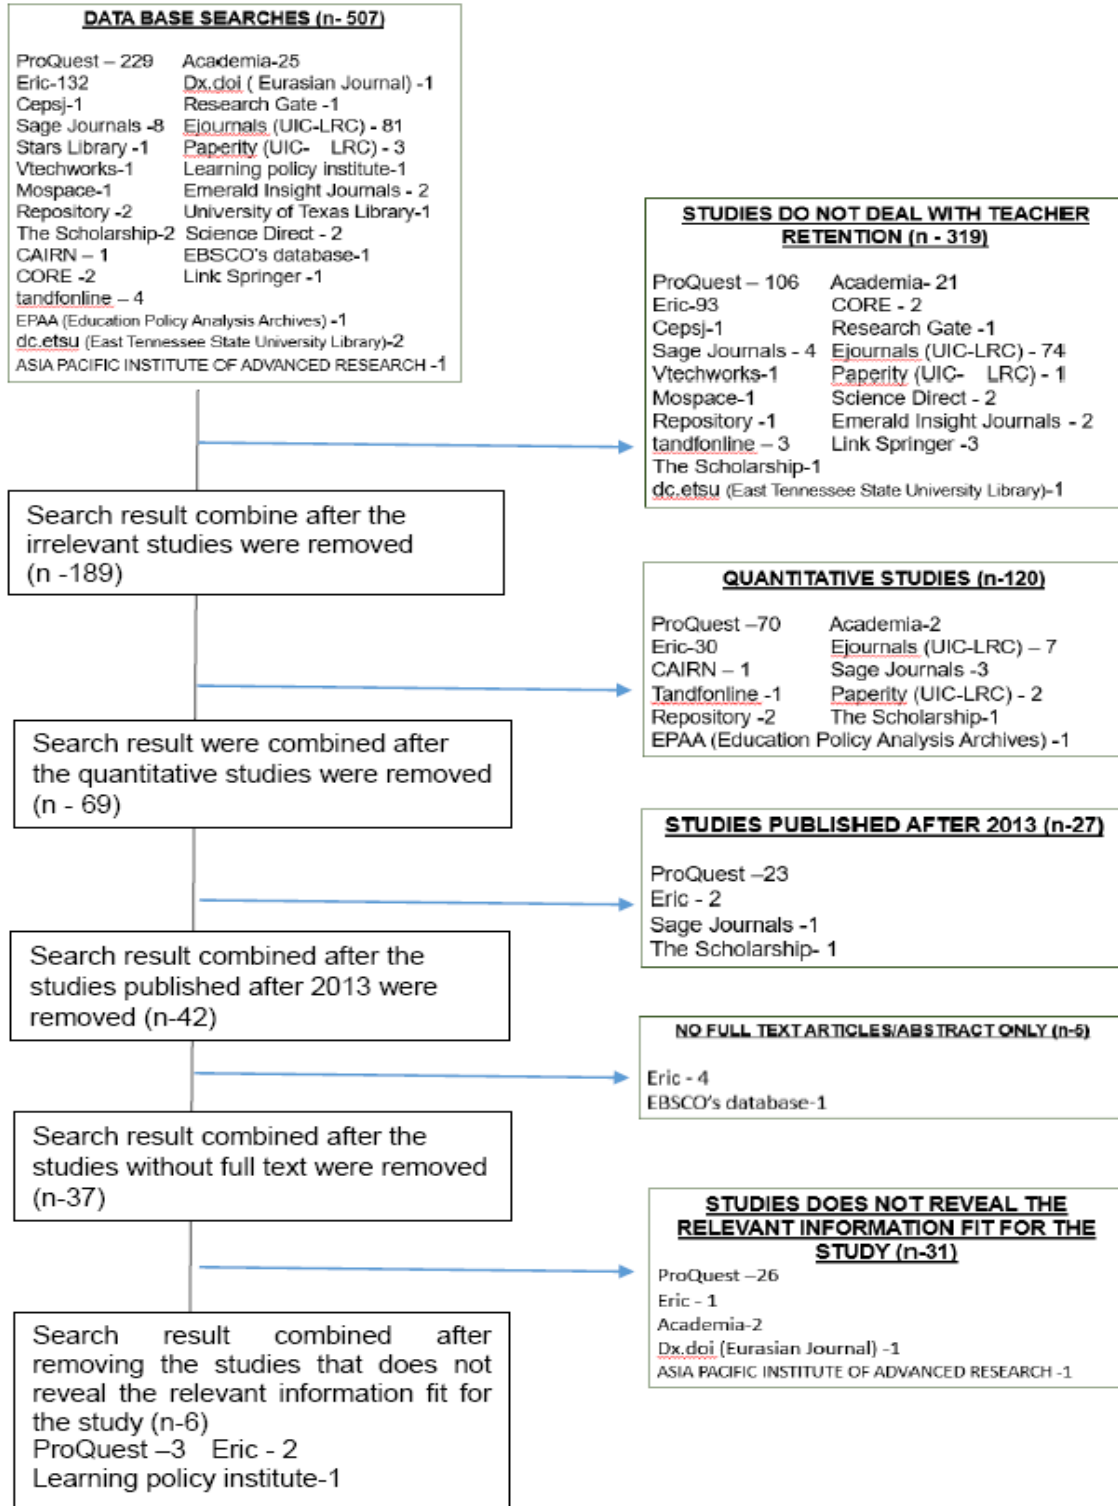 DATA BASE SEARCHES (n- 507)
ProQuest – 229 Academia-25
Eric-132 Dx.doi ( Eurasian Journal) -1
Cepsj-1 Research Gate -1
Sage Journals -8 Ejournals (UIC-LRC) - 81
Stars Library -1 Paperity (UIC- LRC) - 3
Vtechworks-1 Learning policy institute-1
Mospace-1 Emerald Insight Journals - 2
Repository -2 University of Texas Library-1
The Scholarship-2 Science Direct - 2
CAIRN – 1 EBSCO's database-1
CORE -2 Link Springer -1
tandfonline – 4
EPAA (Education Policy Analysis Archives) -1
dc.etsu (East Tennessee State University Library)-2
ASIA PACIFIC INSTITUTE OF ADVANCED RESEARCH -1
STUDIES DO NOT DEAL WITH TEACHER
RETENTION (n - 319)
ProQuest – 106 Academia- 21
Eric-93 CORE - 2
Cepsj-1 Research Gate -1
Sage Journals - 4 Ejournals (UIC-LRC) - 74
Vtechworks-1 Paperity (UIC- LRC) - 1
Mospace-1 Science Direct - 2
Repository -1 Emerald Insight Journals - 2
tandfonline – 3 Link Springer -3
The Scholarship-1
dc.etsu (East Tennessee State University Library)-1
Search result combine after the
irrelevant studies were removed
(n -189)
QUANTITATIVE STUDIES (n-120)
ProQuest –70 Academia-2
Eric-30 Ejournals (UIC-LRC) – 7
CAIRN – 1 Sage Journals -3
Tandfonline -1 Paperity (UIC-LRC) - 2
Repository -2 The Scholarship-1
EPAA (Education Policy Analysis Archives) -1
Search result were combined after
the quantitative studies were removed
(n - 69)
STUDIES PUBLISHED AFTER 2013 (n-27)
ProQuest –23
Eric - 2
Sage Journals -1
The Scholarship- 1
Search result combined after the
studies published after 2013 were
removed (n-42)
NO FULL TEXT ARTICLES/ABSTRACT ONLY (n-5)
Eric - 4
EBSCO's database-1
Search result combined after the
studies without full text were removed
(n-37)
STUDIES DOES NOT REVEAL THE
RELEVANT INFORMATION FIT FOR THE
STUDY (n-31)
ProQuest –26
Eric - 1
Academia-2
Dx.doi (Eurasian Journal) -1
ASIA PACIFIC INSTITUTE OF ADVANCED RESEARCH -1
Search result combined after
removing the studies that does not
reveal the relevant information fit for
the study (n-6)
ProQuest –3 Eric - 2
Learning policy institute-1